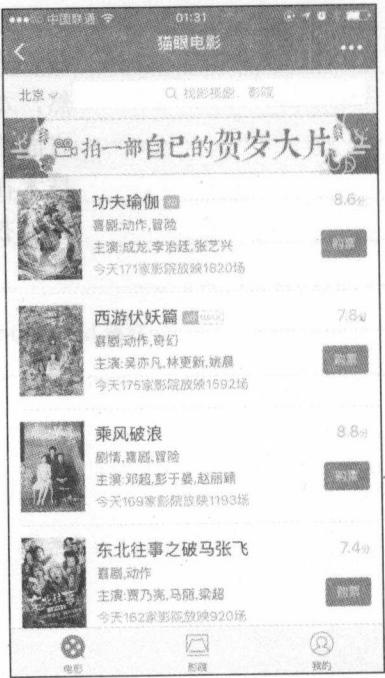 中国联通 01:31
猫眼电影
北京 找影视剧、影院
拍一部自己的贺岁大片
功夫瑜伽 8.6分
喜剧,动作,冒险
主演:成龙,李治廷,张艺兴 购票
今天171家影院放映1820场
西游伏妖篇 7.8分
喜剧,动作,奇幻
主演:吴亦凡,林更新,姚晨 购票
今天175家影院放映1592场
乘风破浪 8.8分
剧情,喜剧,冒险
主演:邓超,彭于晏,赵丽颖 购票
今天169家影院放映1193场
东北往事之破马张飞 7.4分
喜剧,动作
主演:贾乃亮,马丽,梁超 购票
今天162家影院放映920场
电影 影院 我的